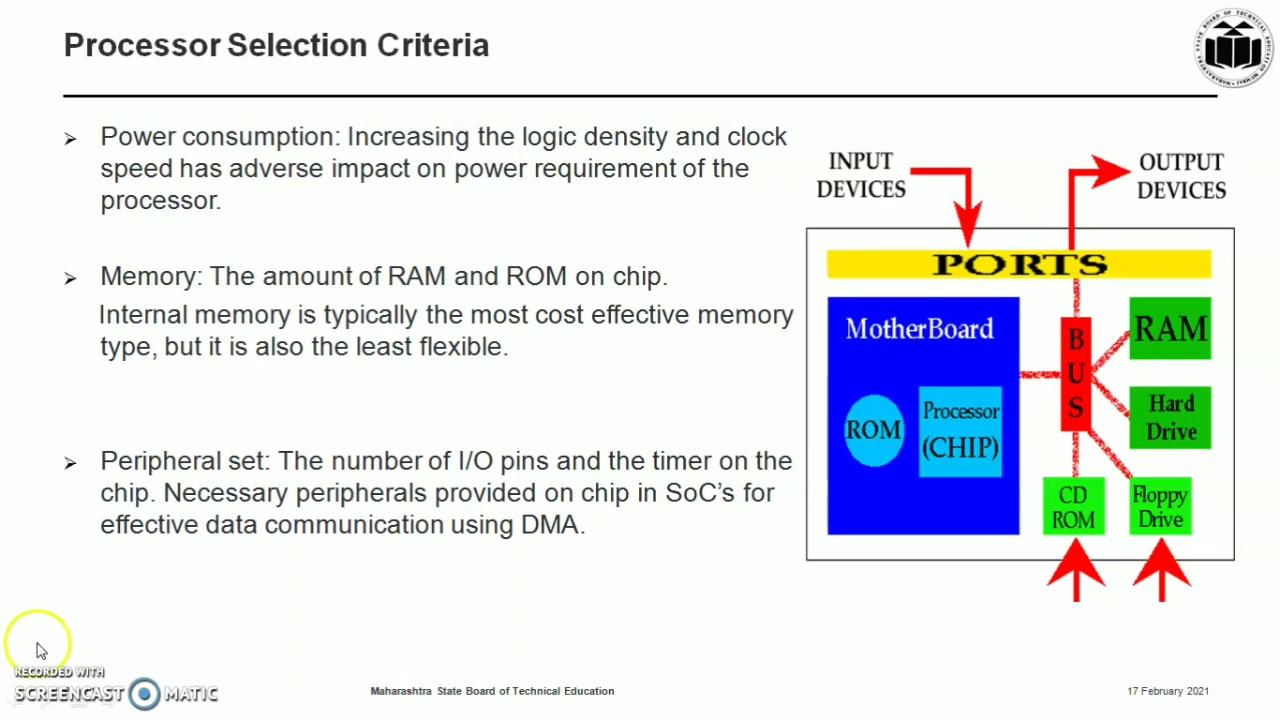 Processor Selection Criteria
Power consumption: Increasing the logic density and clock
speed has adverse impact on power requirement of the
processor.
Memory: The amount of RAM and ROM on chip.
Internal memory is typically the most cost effective memory
type, but it is also the least flexible.
Peripheral set: The number of I/O pins and the timer on the
chip. Necessary peripherals provided on chip in SoC’s for
effective data communication using DMA.
INPUT
DEVICES
OUTPUT
DEVICES
PORTS
MotherBoard
ROM
Processor
(CHIP)
BUS
RAM
Hard
Drive
CD
ROM
Floppy
Drive
RECORDED WITH
SCREENCAST MATIC
Maharashtra State Board of Technical Education
17 February 2021